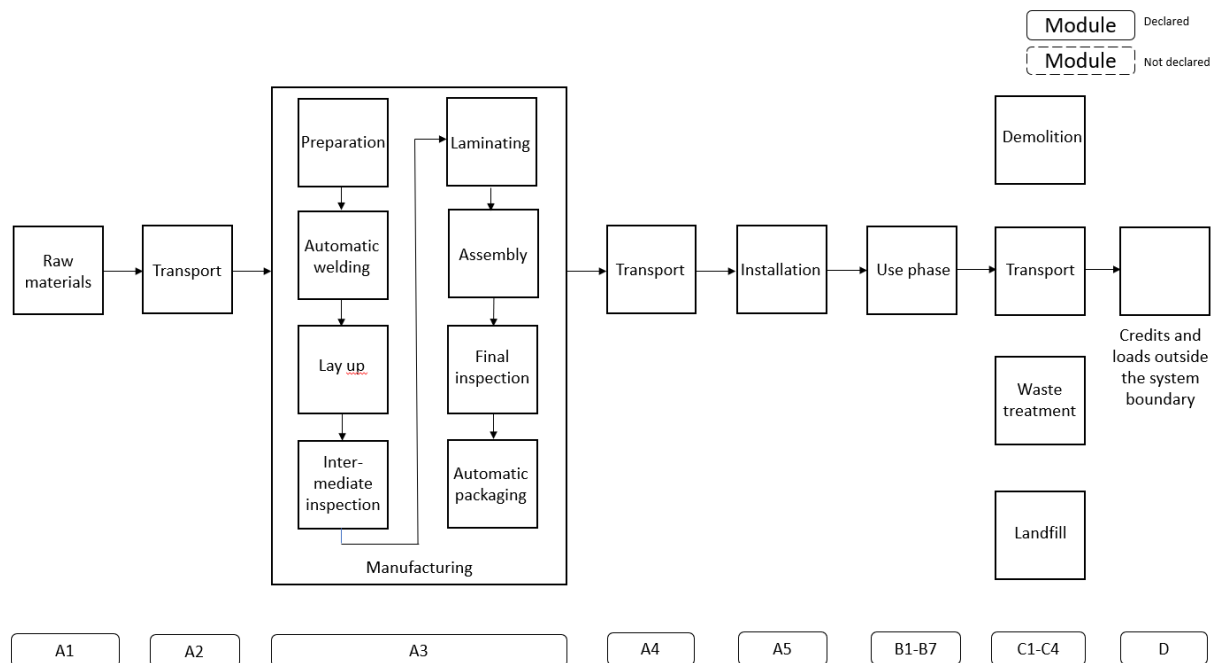 Module Declared
Module Not declared
Preparation
Laminating
Demolition
Raw
materials
Transport
Automatic
welding
Assembly
Transport
Installation
Use phase
Transport
Credits and
loads outside
the system
boundary
Lay up
Final
inspection
Waste
treatment
Inter-
mediate
inspection
Automatic
packaging
Landfill
Manufacturing
A1
A2
A3
A4
A5
B1-B7
C1-C4
D